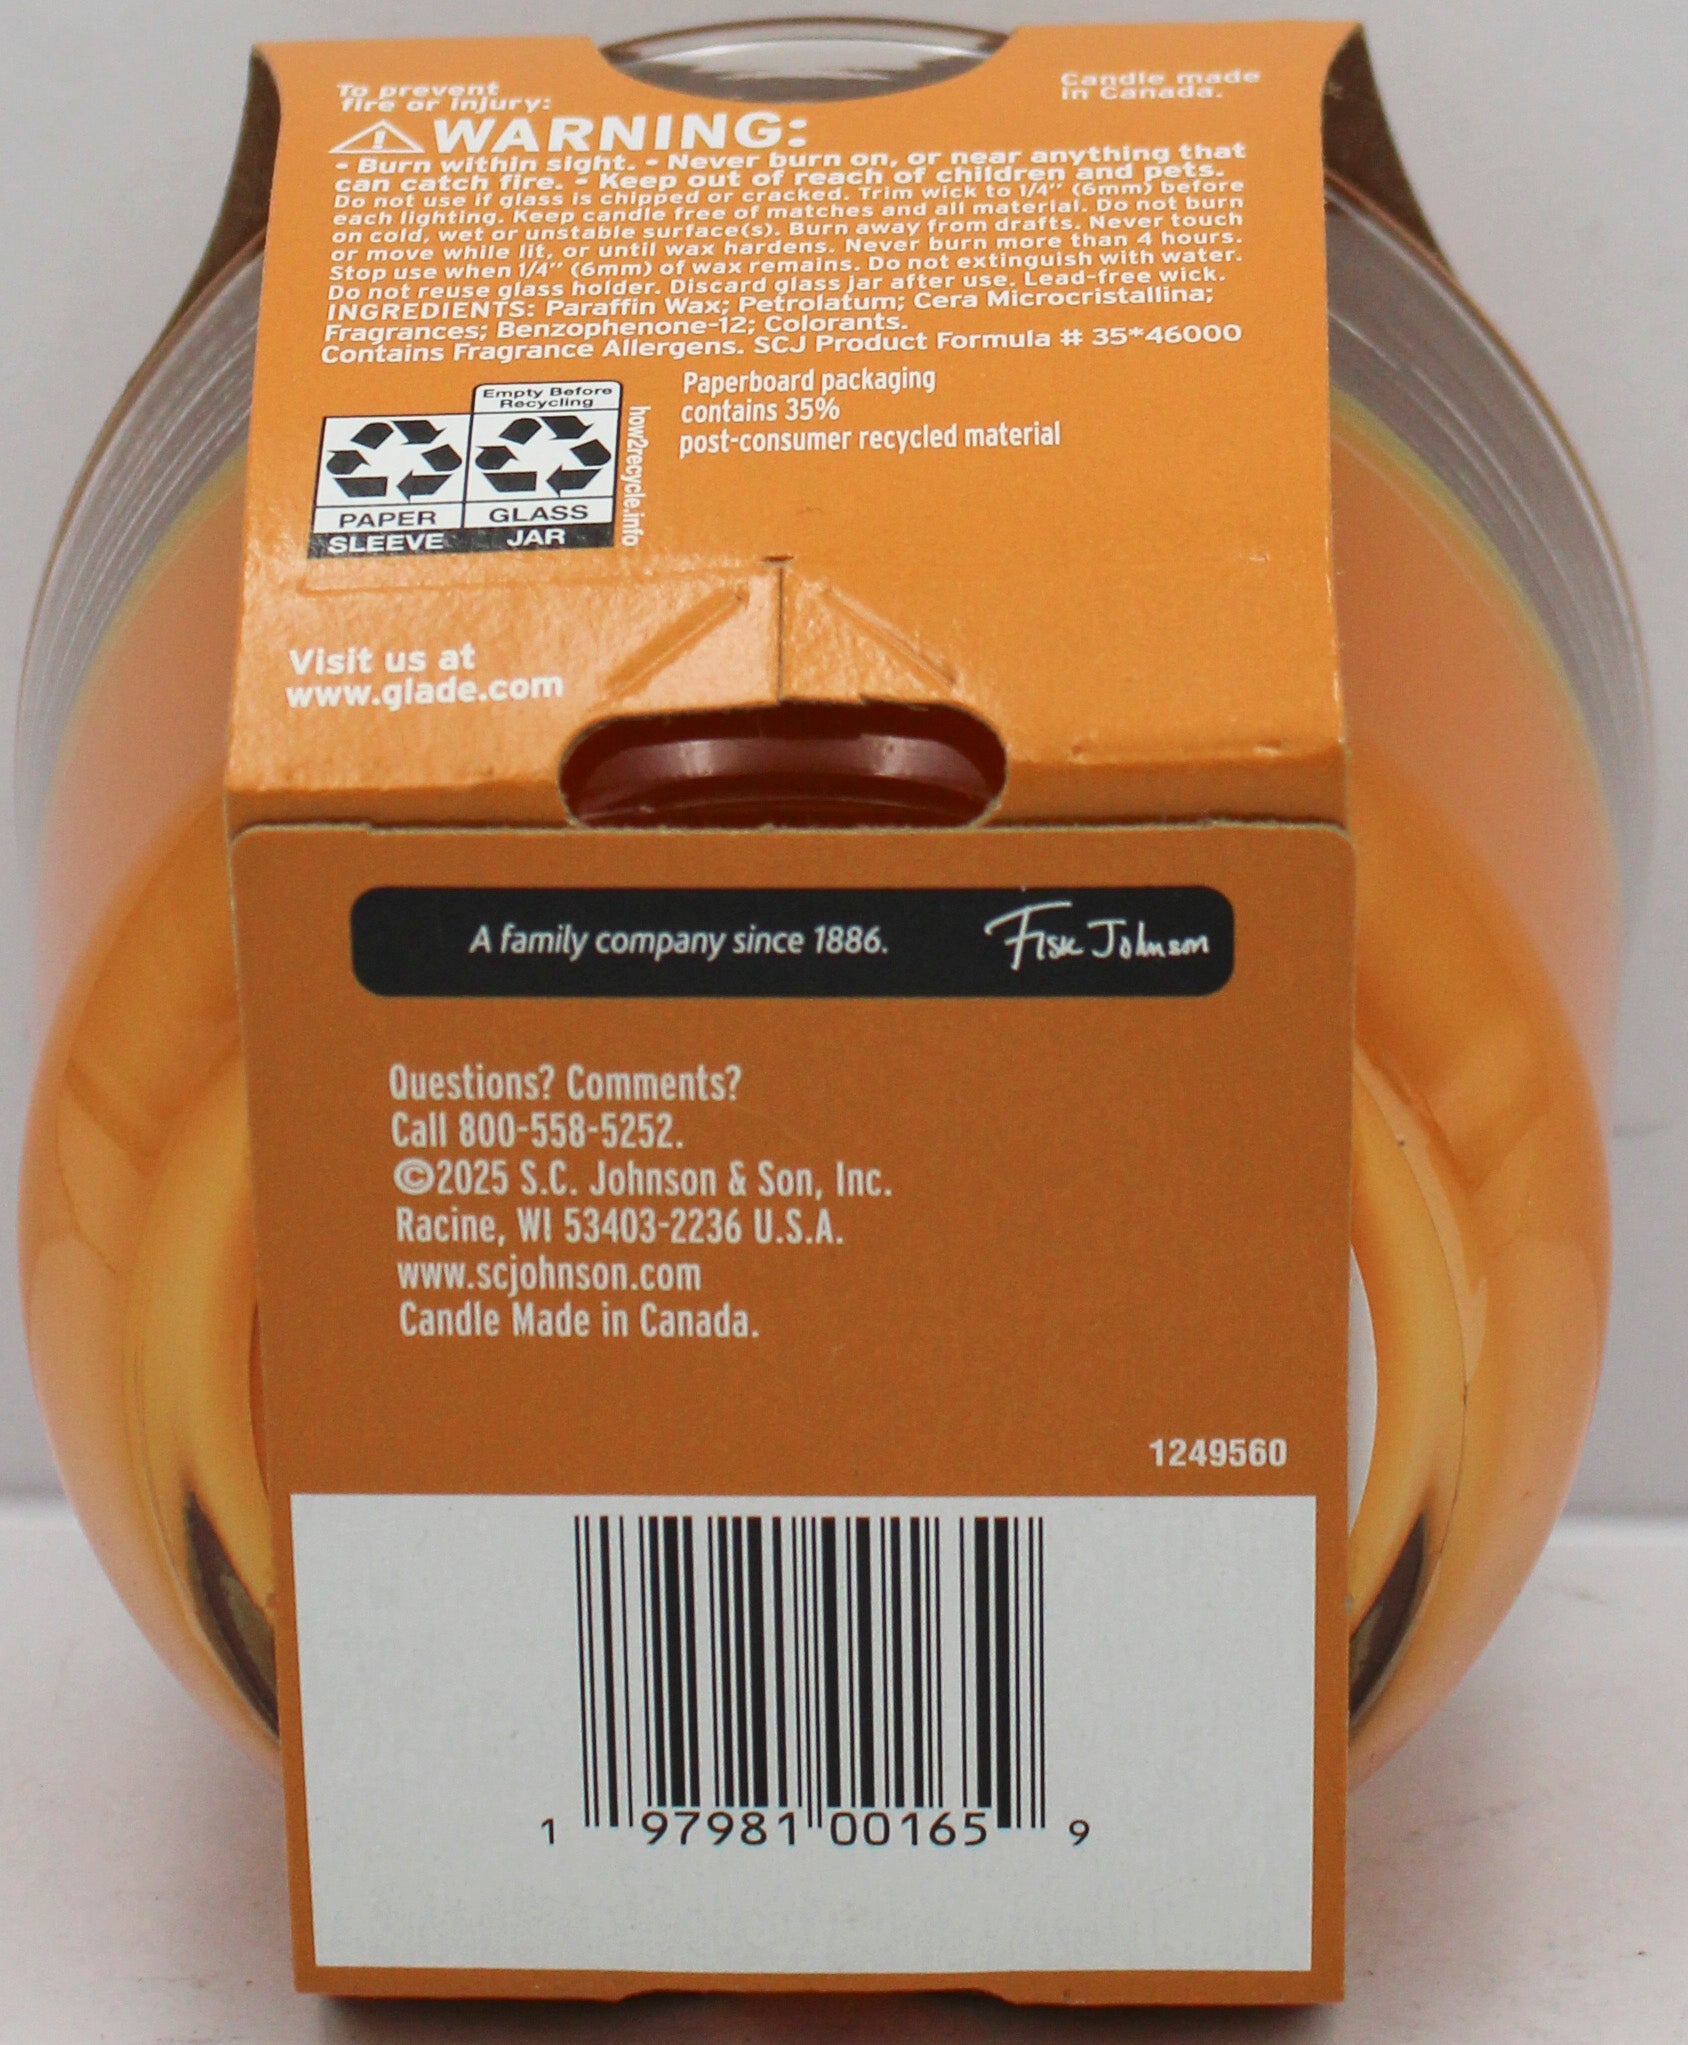 To prevent
fire or injury:
Candle made
in Canada.
WARNING:
• Burn within sight. • Never burn on, or near anything that
can catch fire. • Keep out of reach of children and pets.
Do not use if glass is chipped or cracked. Trim wick to 1/4" (6mm) before
each lighting. Keep candle free of matches and all material. Do not burn
on cold, wet or unstable surface(s). Burn away from drafts. Never touch
or move while lit, or until wax hardens. Never burn more than 4 hours.
Stop use when 1/4" (6mm) of wax remains. Do not extinguish with water.
Do not reuse glass holder. Discard glass jar after use. Lead-free wick.
INGREDIENTS: Paraffin Wax; Petrolatum; Cera Microcristallina;
Fragrances; Benzophenone-12; Colorants.
Contains Fragrance Allergens. SCJ Product Formula # 35*46000
Empty Before
Recycling
PAPER
SLEEVE
GLASS
JAR
how2recycle.info
Paperboard packaging
contains 35%
post-consumer recycled material
Visit us at
www.glade.com
A family company since 1886.
Fisk Johnson
Questions? Comments?
Call 800-558-5252.
©2025 S.C. Johnson & Son, Inc.
Racine, WI 53403-2236 U.S.A.
www.scjohnson.com
Candle Made in Canada.
1249560
1 97981 00165 9